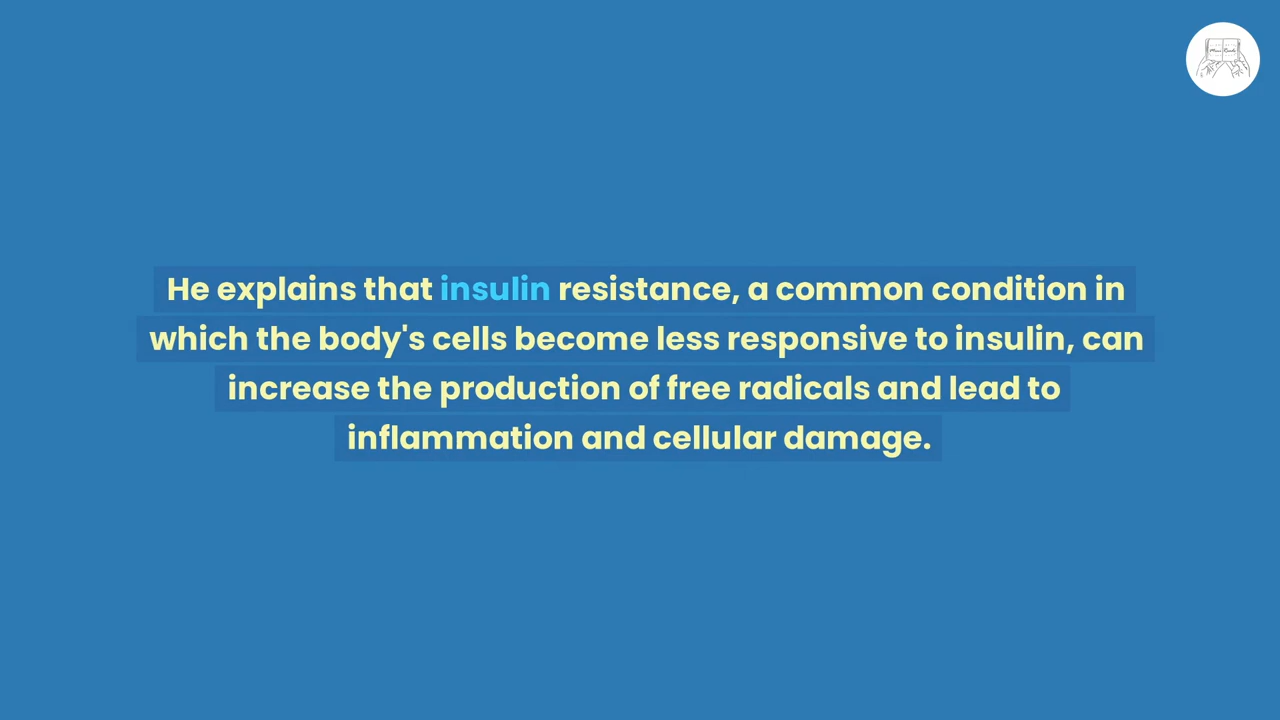 He explains that insulin resistance, a common condition in
which the body's cells become less responsive to insulin, can
increase the production of free radicals and lead to
inflammation and cellular damage.